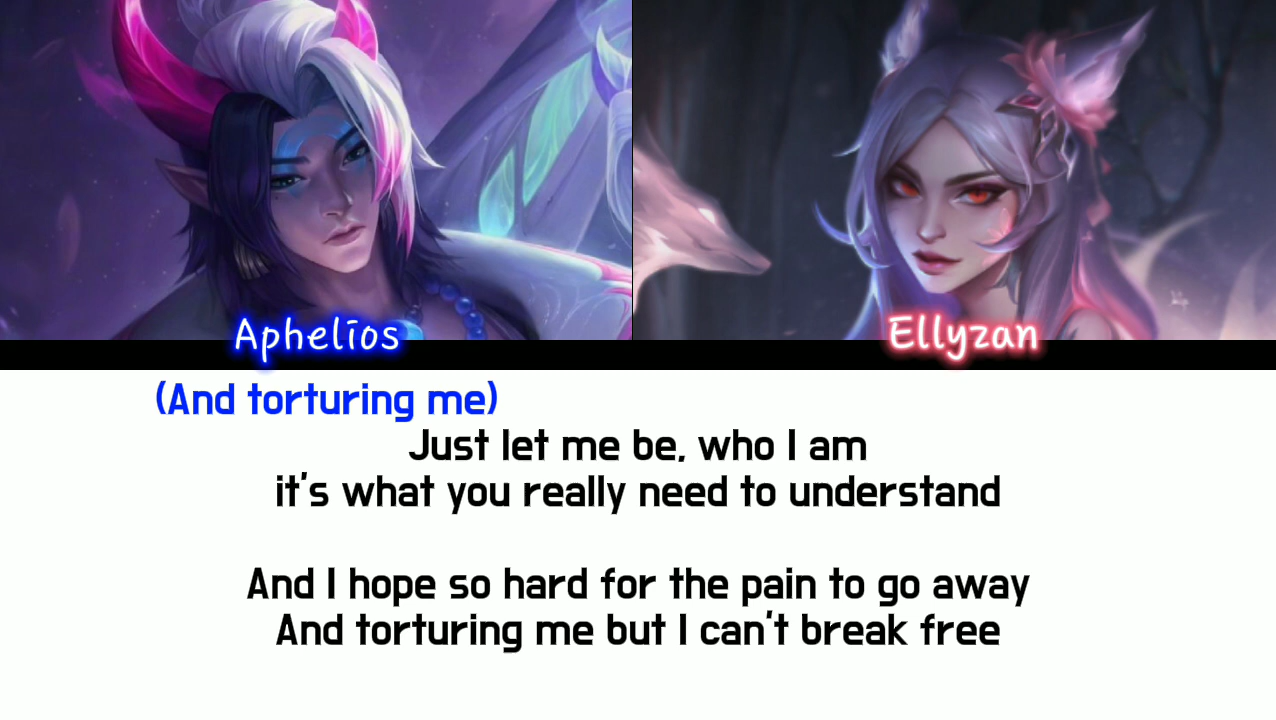 Aphelios
Ellyzan
(And torturing me)
Just let me be, who I am
it's what you really need to understand
And I hope so hard for the pain to go away
And torturing me but I can't break free